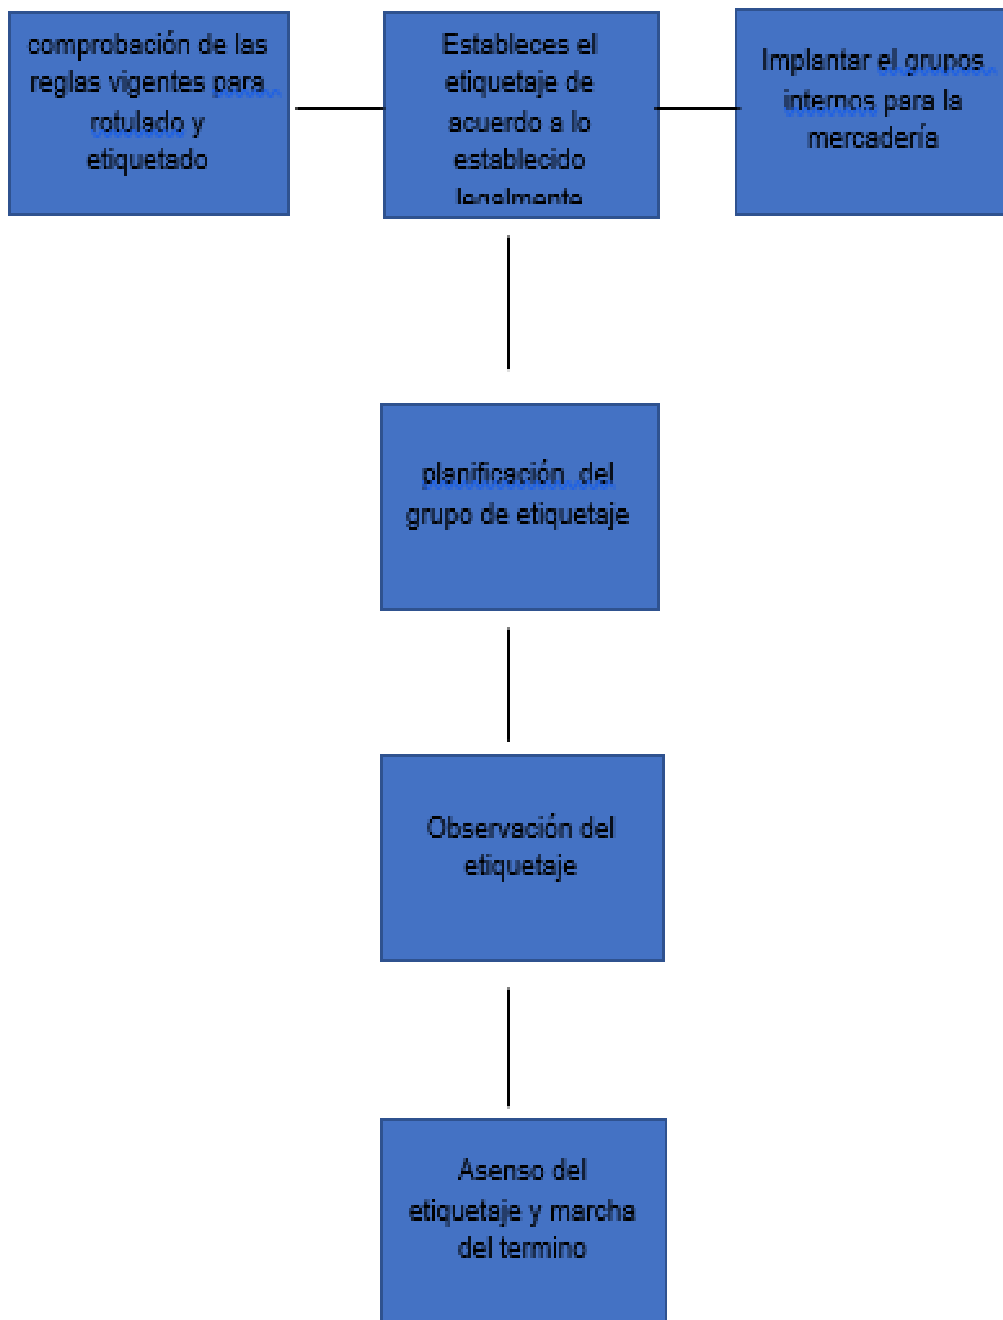 comprobación de las
reglas vigentes para
rotulado y
etiquetado
Estableces el
etiquetaje de
acuerdo a lo
establecido
legalmente
Implantar el grupos
internos para la
mercadería
planificación del
grupo de etiquetaje
Observación del
etiquetaje
Asenso del
etiquetaje y marcha
del termino